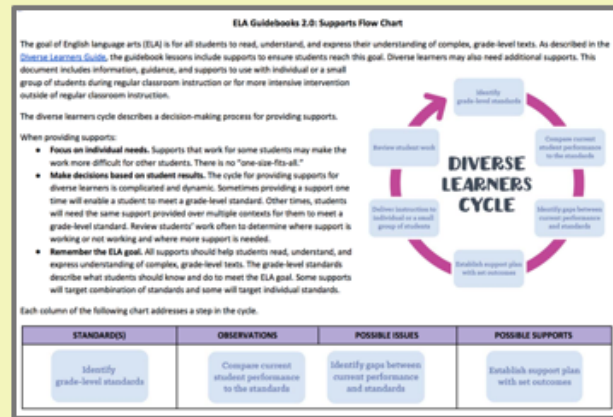 ELA Guidebooks 2.0: Supports Flow Chart
The goal of English language arts (ELA) is for all students to read, understand, and express their understanding of complex, grade-level texts. As described in the
Diverse Learners Guide, the guidebook lessons include supports to ensure students reach this goal. Diverse learners may also need additional supports. This
document includes information, guidance, and supports to use with individual or a small
group of students during regular classroom instruction or for more intensive intervention
outside of regular classroom instruction.
The diverse learners cycle describes a decision-making process for providing supports.
When providing supports:
● Focus on individual needs. Supports that work for some students may make the
work more difficult for other students. There is no "one-size-fits-all."
● Make decisions based on student results. The cycle for providing supports for
diverse learners is complicated and dynamic. Sometimes providing a support one
time will enable a student to meet a grade-level standard. Other times, students
will need the same support provided over multiple contexts for them to meet a
grade-level standard. Review students' work often to determine where support is
working or not working and where more support is needed.
● Remember the ELA goal. All supports should help students read, understand, and
express understanding of complex, grade-level texts. The grade-level standards
describe what students should know and do to meet the ELA goal. Some supports
will target combination of standards and some will target individual standards.
Identify
grade-level standards
Compare current
student performance
to the standards
Identify gaps between
current performance
and standards
Establish support plan
with set outcomes
Deliver instruction to
individual or a small
group of students
Review student work
DIVERSE
LEARNERS
CYCLE
Each column of the following chart addresses a step in the cycle.
STANDARD(S) OBSERVATIONS POSSIBLE ISSUES POSSIBLE SUPPORTS
Identify
grade-level standards
Compare current
student performance
to the standards
Identify gaps between
current performance
and standards
Establish support plan
with set outcomes